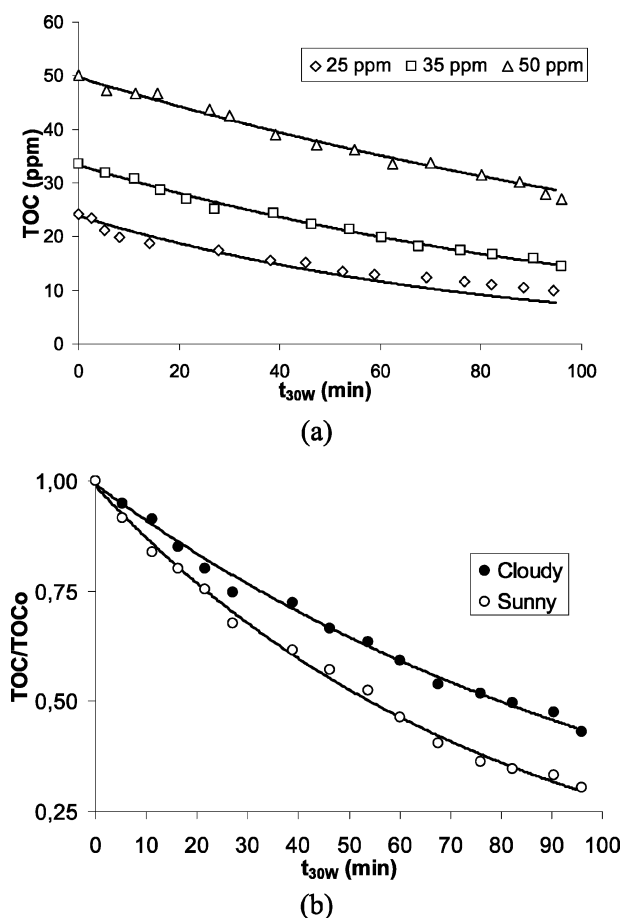 60
50
40
30
20
10
0
TOC (ppm)
25 ppm 35 ppm 50 ppm
0 20 40 60 80 100
t30W (min)
(a)
1,00
0,75
0,50
0,25
TOC/TOCo
Cloudy
Sunny
0 10 20 30 40 50 60 70 80 90 100
t30W (min)
(b)